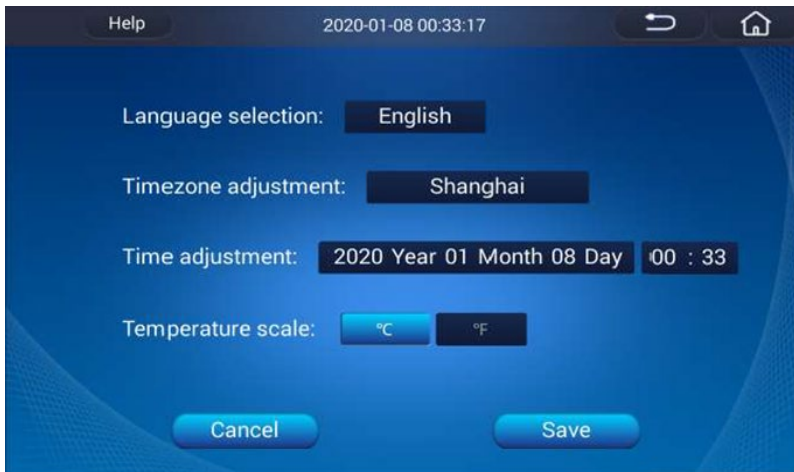 Help 2020-01-08 00:33:17
Language selection: English
Timezone adjustment: Shanghai
Time adjustment: 2020 Year 01 Month 08 Day 00 : 33
Temperature scale: °C °F
Cancel Save